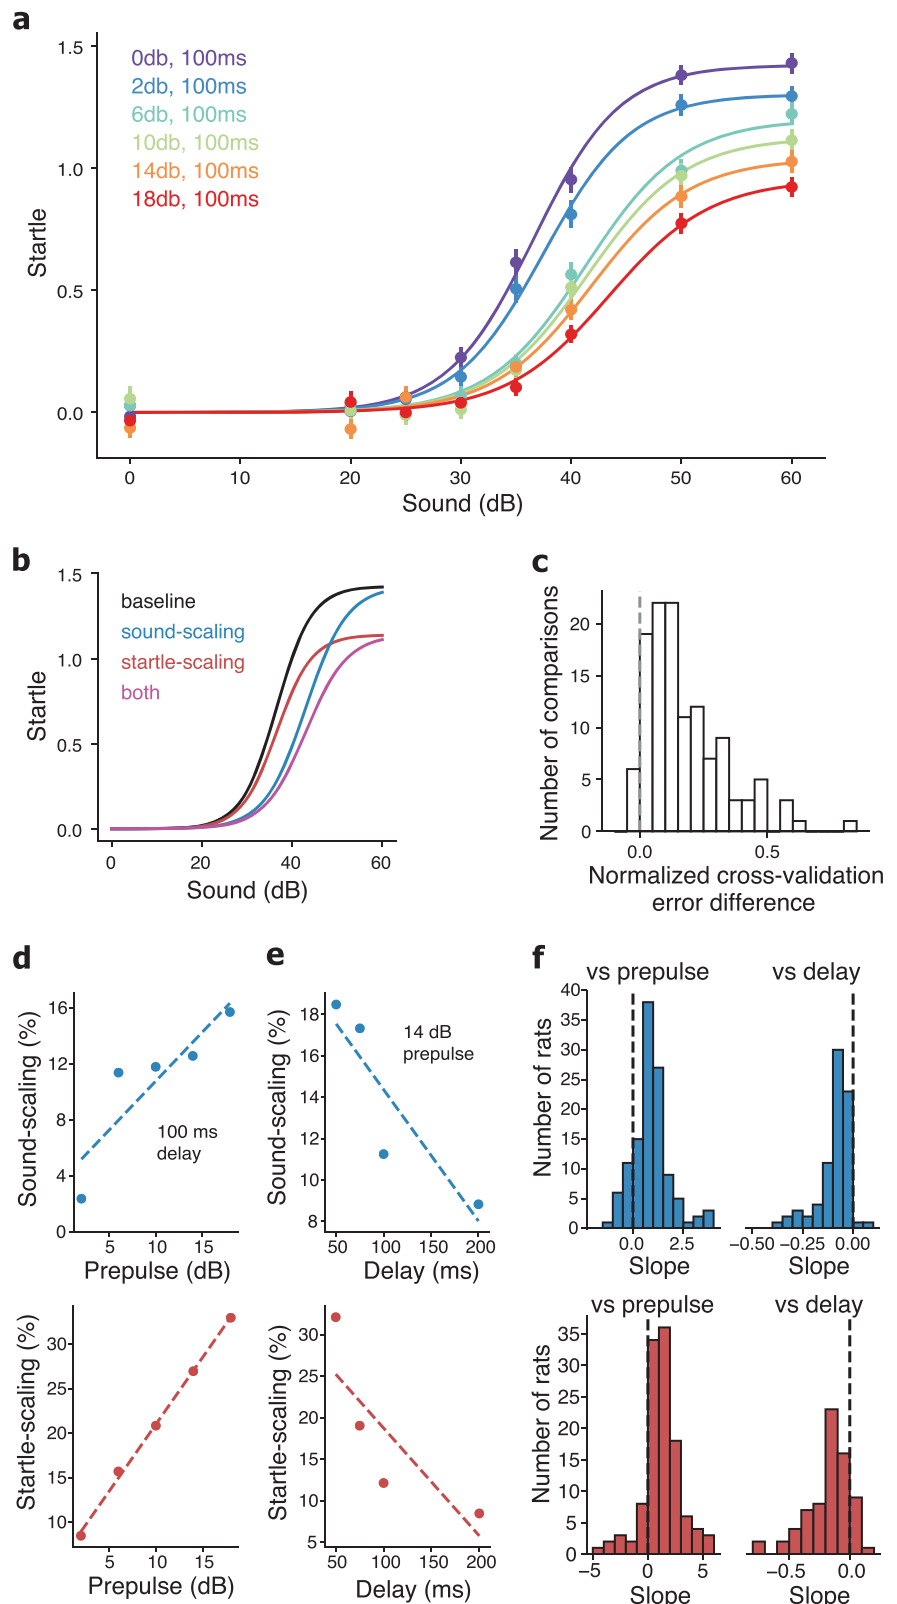 a
1.5
1.0
0.5
0.0
Startle
0db, 100ms
2db, 100ms
6db, 100ms
10db, 100ms
14db, 100ms
18db, 100ms
0 10 20 30 40 50 60
Sound (dB)
b
1.5
1.0
0.5
0.0
Startle
baseline
sound-scaling
startle-scaling
both
0 20 40 60
Sound (dB)
c
20
15
10
5
0
Number of comparisons
0.0 0.5
Normalized cross-validation
error difference
d
16
12
8
4
0
Sound-scaling (%)
100 ms
delay
5 10 15
Prepulse (dB)
30
25
20
15
10
Startle-scaling (%)
5 10 15
Prepulse (dB)
e
18
16
14
12
10
8
Sound-scaling (%)
14 dB
prepulse
50 100 150 200
Delay (ms)
30
25
20
15
10
5
Startle-scaling (%)
50 100 150 200
Delay (ms)
f
vs prepulse
40
35
30
25
20
15
10
5
0
Number of rats
0.0 2.5
Slope
vs delay
−0.50 −0.25 0.00
Slope
vs prepulse
35
30
25
20
15
10
5
0
Number of rats
−5 0 5
Slope
vs delay
−0.5 0.0
Slope